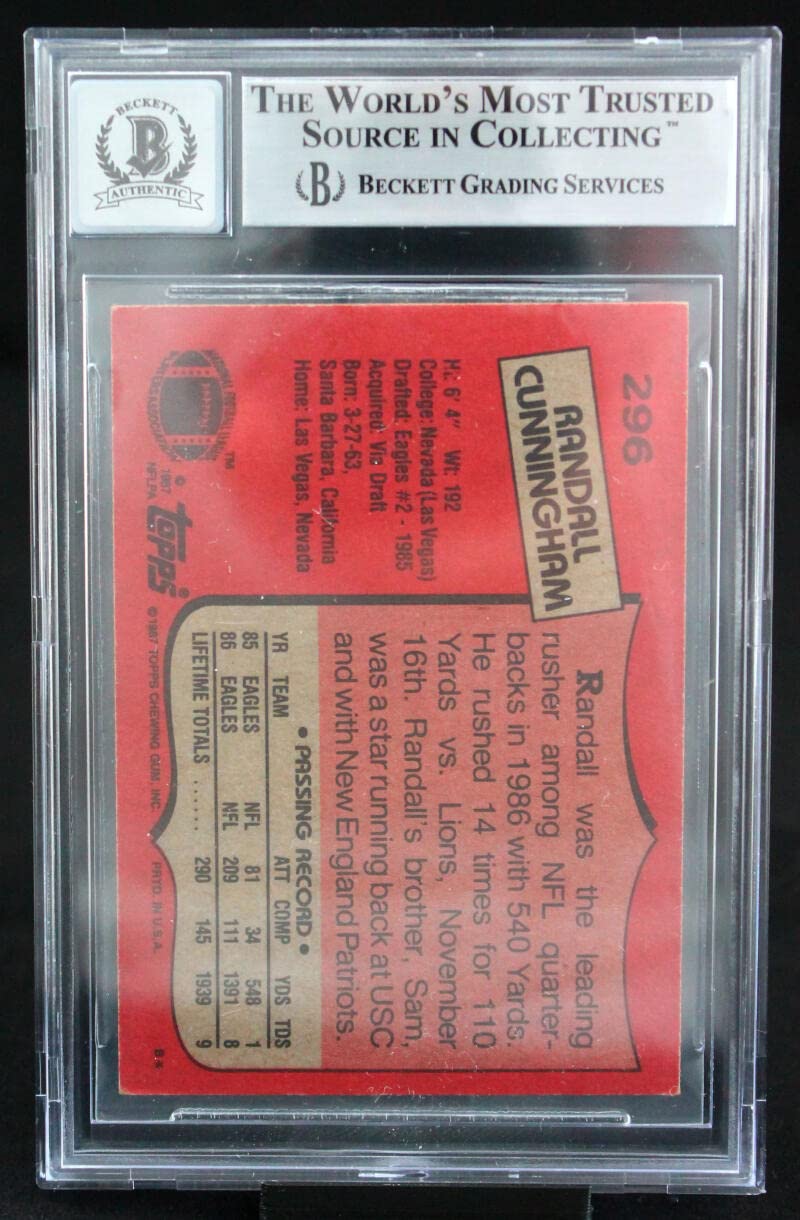 BECKETT
B
AUTHENTIC
THE WORLD'S MOST TRUSTED
SOURCE IN COLLECTING™
B BECKETT GRADING SERVICES
296
RANDALL
CUNNINGHAM
Ht: 6' 4" Wt: 192
College: Nevada (Las Vegas)
Drafted: Eagles #2 - 1985
Acquired: Via Draft
Born: 3-27-63,
Santa Barbara, California
Home: Las Vegas, Nevada
Randall was the leading
rusher among NFL quarter-
backs in 1986 with 540 Yards.
He rushed 14 times for 110
Yards vs. Lions, November
16th. Randall's brother, Sam,
was a star running back at USC
and with New England Patriots.
• PASSING RECORD •
YR TEAM ATT COMP YDS TDS
85 EAGLES NFL 81 34 548 1
86 EAGLES NFL 209 111 1391 8
LIFETIME TOTALS ...... 290 145 1939 9
TM
© 1987
NFLPA
topps
© 1987 TOPPS CHEWING GUM, INC. PRTD. IN U.S.A.